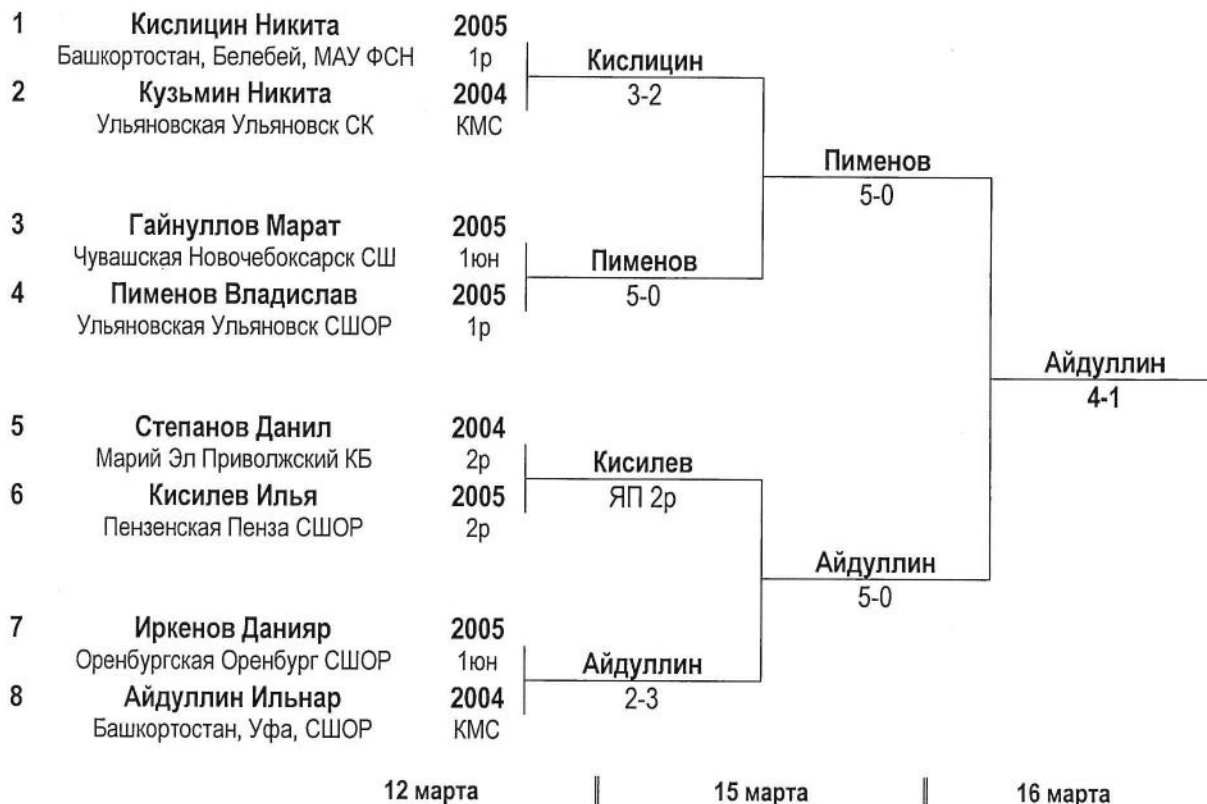 1 Кислицин Никита 2005
Башкортостан, Белебей, МАУ ФСН 1р
Кислицин
3-2
2 Кузьмин Никита 2004
Ульяновская Ульяновск СК КМС
Пименов
5-0
3 Гайнуллов Марат 2005
Чувашская Новочебоксарск СШ 1юн
Пименов
5-0
4 Пименов Владислав 2005
Ульяновская Ульяновск СШОР 1р
Айдуллин
4-1
5 Степанов Данил 2004
Марий Эл Приволжский КБ 2р
Кисилев
ЯП 2р
6 Кисилев Илья 2005
Пензенская Пенза СШОР 2р
Айдуллин
5-0
7 Иркенов Данияр 2005
Оренбургская Оренбург СШОР 1юн
Айдуллин
2-3
8 Айдуллин Ильнар 2004
Башкортостан, Уфа, СШОР КМС
12 марта 15 марта 16 марта